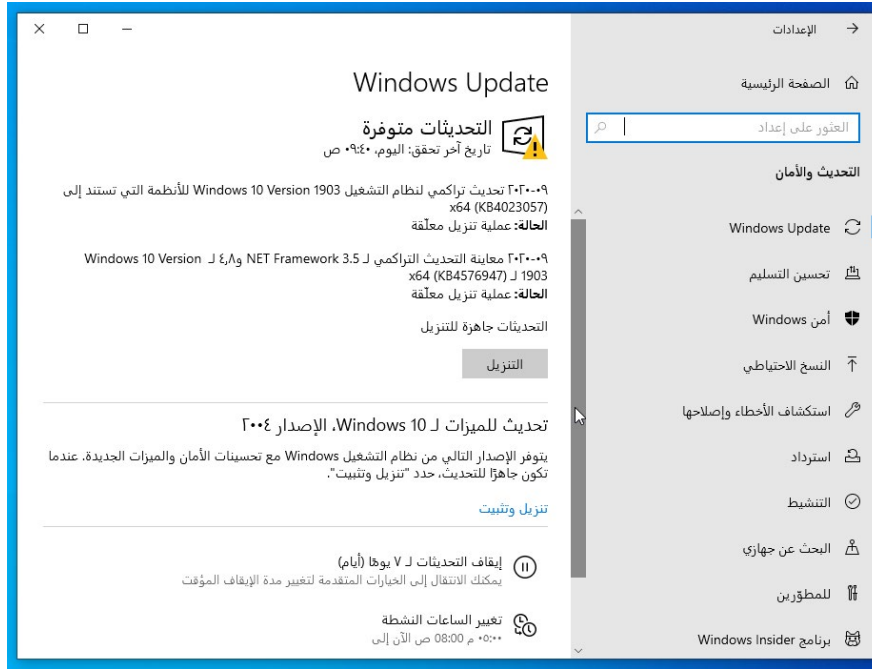 الإعدادات
الصفحة الرئيسية
العثور على إعداد
التحديث والأمان
Windows Update
تحسين التسليم
أمن Windows
النسخ الاحتياطي
استكشاف الأخطاء وإصلاحها
استرداد
التنشيط
البحث عن جهازي
للمطوّرين
برنامج Windows Insider
Windows Update
التحديثات متوفرة
تاريخ آخر تحقق: اليوم، ٠٩:٤٠ ص
٢٠٢٠-٠٩ تحديث تراكمي لنظام التشغيل Windows 10 Version 1903 للأنظمة التي تستند إلى
x64 (KB4023057)
الحالة: عملية تنزيل معلّقة
٢٠٢٠-٠٩ معاينة التحديث التراكمي لـ NET Framework 3.5 و٤,٨ لـ Windows 10 Version
1903 لـ x64 (KB4576947)
الحالة: عملية تنزيل معلّقة
التحديثات جاهزة للتنزيل
التنزيل
تحديث للميزات لـ Windows 10، الإصدار ٢٠٠٤
يتوفر الإصدار التالي من نظام التشغيل Windows مع تحسينات الأمان والميزات الجديدة. عندما
تكون جاهزًا للتحديث، حدد "تنزيل وتثبيت".
تنزيل وتثبيت
إيقاف التحديثات لـ ٧ يومًا (أيام)
يمكنك الانتقال إلى الخيارات المتقدمة لتغيير مدة الإيقاف المؤقت
تغيير الساعات النشطة
٠٥:٠٠ م 08:00 ص الآن إلى